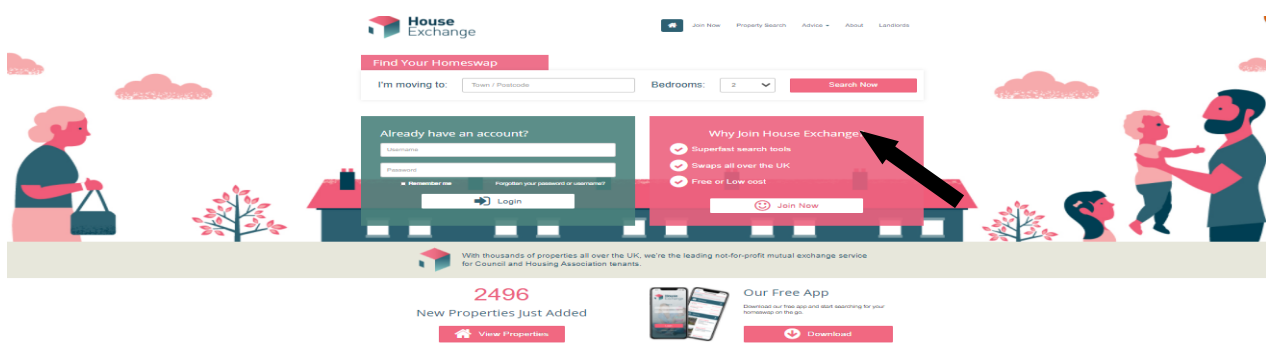 House
Exchange
Join Now Property Search Advice About Landlords
Find Your Homeswap
I'm moving to: Town / Postcode Bedrooms: 2 Search Now
Already have an account?
Username
Password
Remember me Forgotten your password or username?
Login
Why Join House Exchange
Superfast search tools
Swaps all over the UK
Free or Low cost
Join Now
With thousands of properties all over the UK, we're the leading not-for-profit mutual exchange service
for Council and Housing Association tenants.
2496
New Properties Just Added
View Properties
House
Our Free App
Download our free app and start searching for your
homeswap on the go.
Download